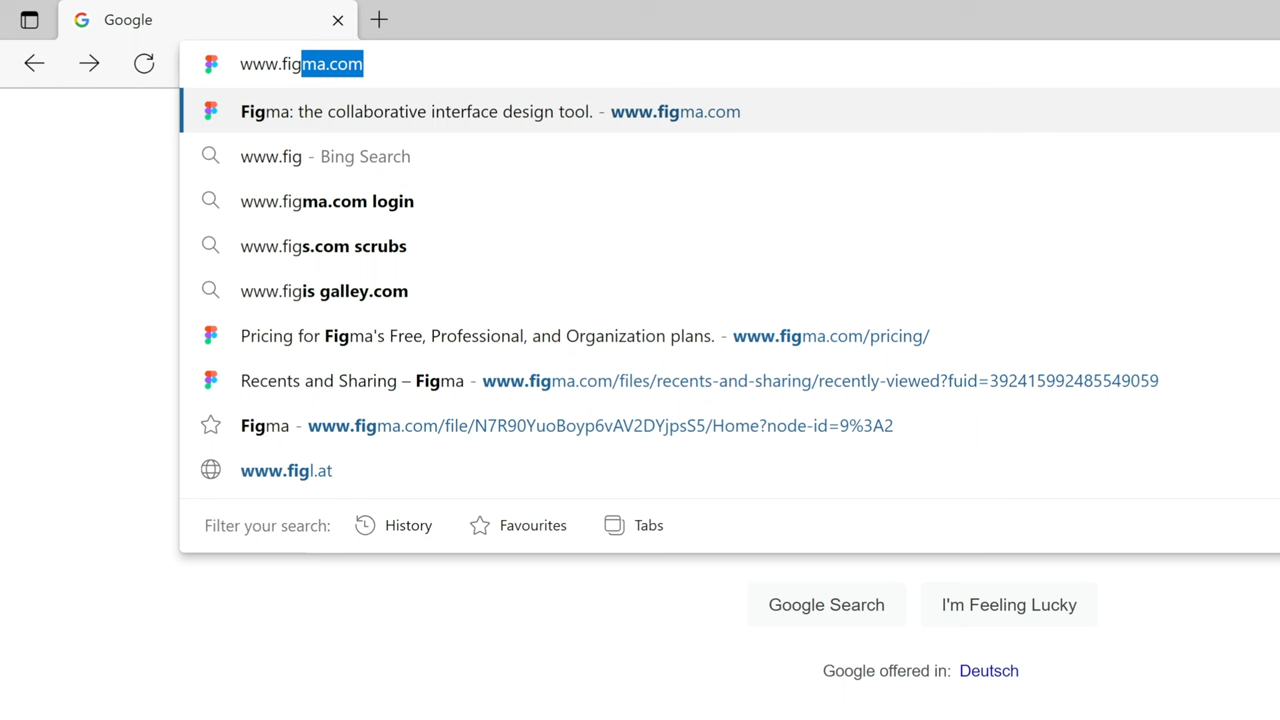 Google
www.figma.com
Figma: the collaborative interface design tool. - www.figma.com
www.fig - Bing Search
www.figma.com login
www.figs.com scrubs
www.figis galley.com
Pricing for Figma's Free, Professional, and Organization plans. - www.figma.com/pricing/
Recents and Sharing – Figma - www.figma.com/files/recents-and-sharing/recently-viewed?fuid=392415992485549059
Figma - www.figma.com/file/N7R90YuoBoyp6vAV2DYjpsS5/Home?node-id=9%3A2
www.figl.at
Filter your search: History Favourites Tabs
Google Search I'm Feeling Lucky
Google offered in: Deutsch